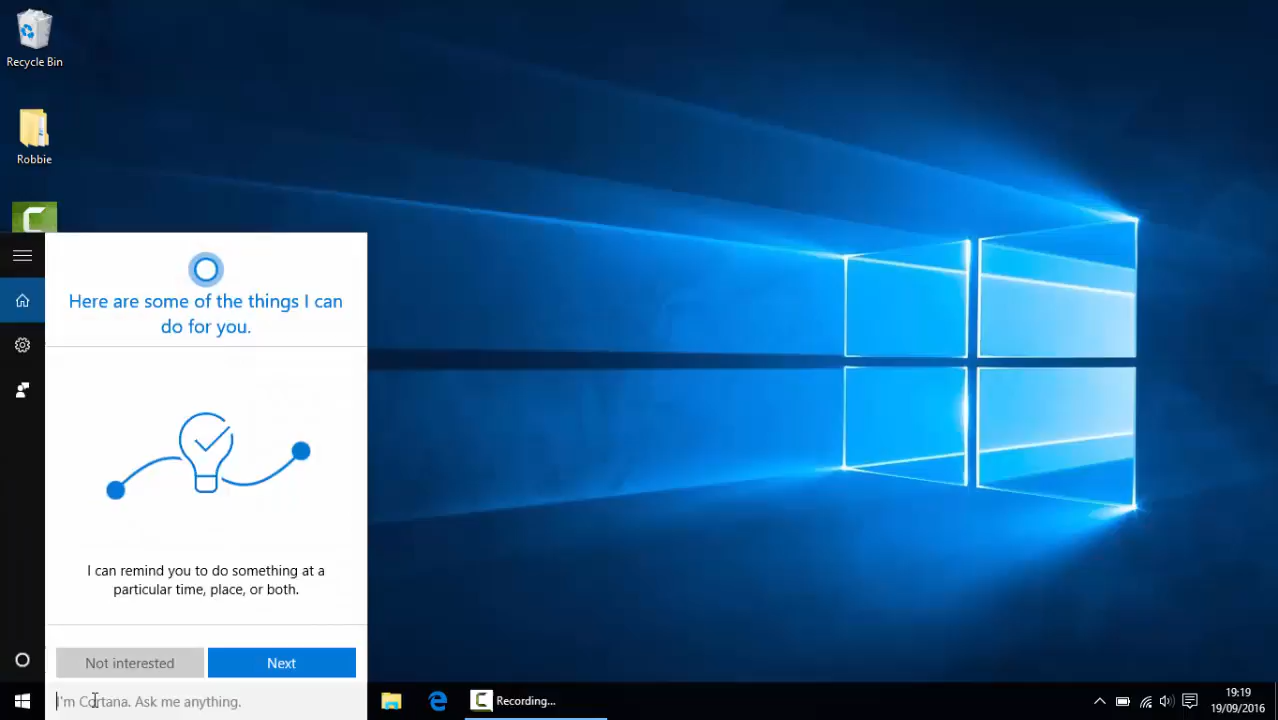 Recycle Bin
Robbie
Here are some of the things I can
do for you.
I can remind you to do something at a
particular time, place, or both.
Not interested
Next
I'm Cortana. Ask me anything.
Recording...
19:19
19/09/2016